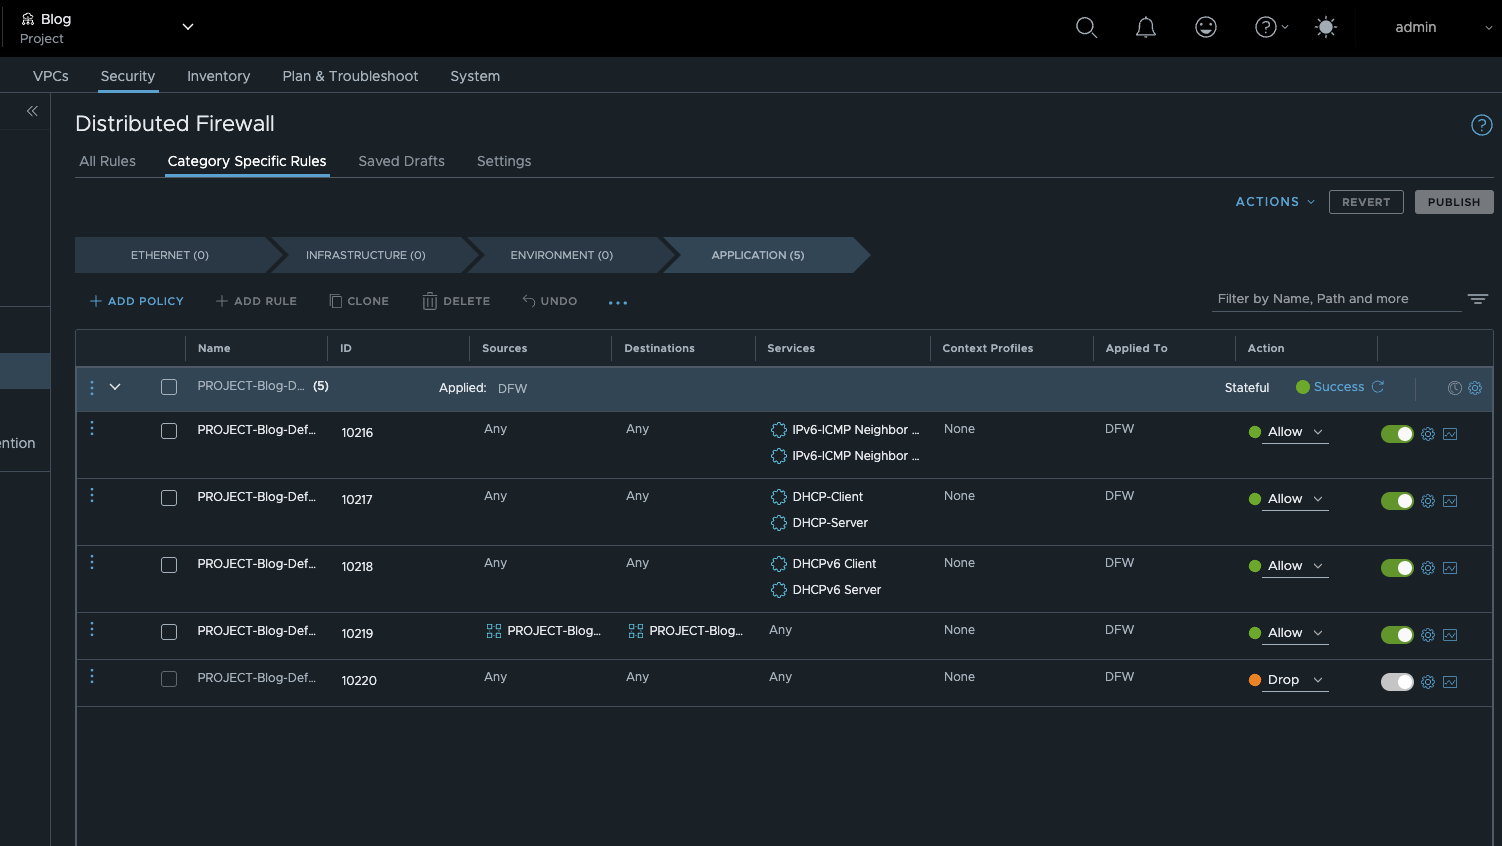 Blog
Project
admin
VPCs Security Inventory Plan & Troubleshoot System
Distributed Firewall
All Rules Category Specific Rules Saved Drafts Settings
ACTIONS REVERT PUBLISH
ETHERNET (0) INFRASTRUCTURE (0) ENVIRONMENT (0) APPLICATION (5)
ADD POLICY ADD RULE CLONE DELETE UNDO ... Filter by Name, Path and more
Name ID Sources Destinations Services Context Profiles Applied To Action
PROJECT-Blog-D... (5) Applied: DFW Stateful Success
PROJECT-Blog-Def... 10216 Any Any IPv6-ICMP Neighbor ... None DFW Allow
IPv6-ICMP Neighbor ...
ention
PROJECT-Blog-Def... 10217 Any Any DHCP-Client None DFW Allow
DHCP-Server
PROJECT-Blog-Def... 10218 Any Any DHCPv6 Client None DFW Allow
DHCPv6 Server
PROJECT-Blog-Def... 10219 PROJECT-Blog... PROJECT-Blog... Any None DFW Allow
PROJECT-Blog-Def... 10220 Any Any Any None DFW Drop